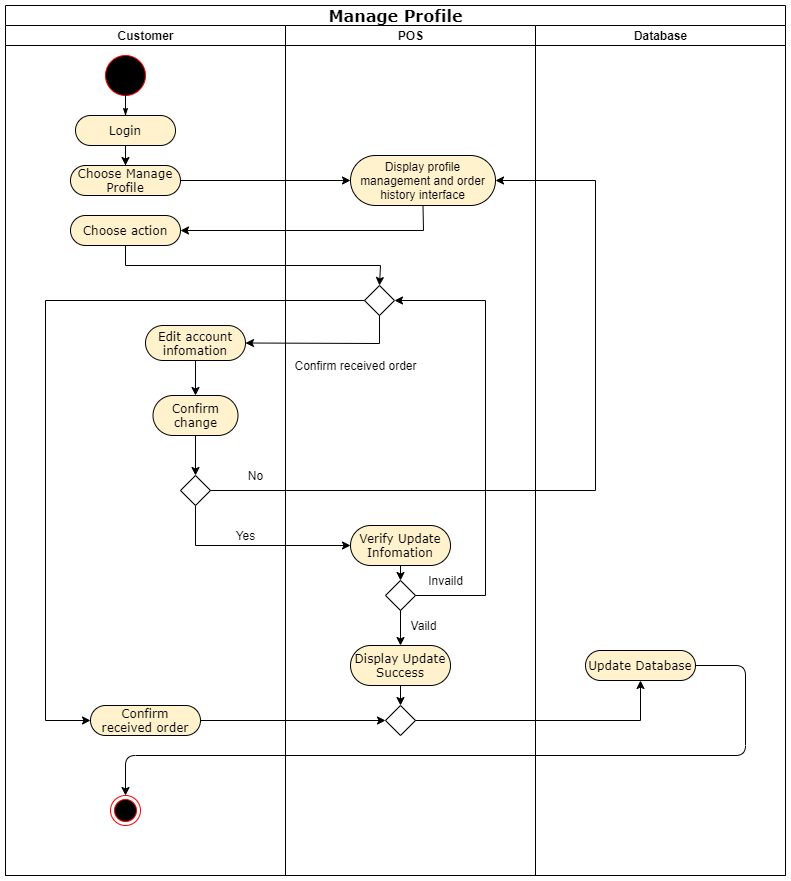 Manage Profile
Customer
POS
Database
Login
Choose Manage
Profile
Display profile
management and order
history interface
Choose action
Edit account
infomation
Confirm received order
Confirm
change
No
Yes
Verify Update
Infomation
Invaild
Vaild
Display Update
Success
Update Database
Confirm
received order